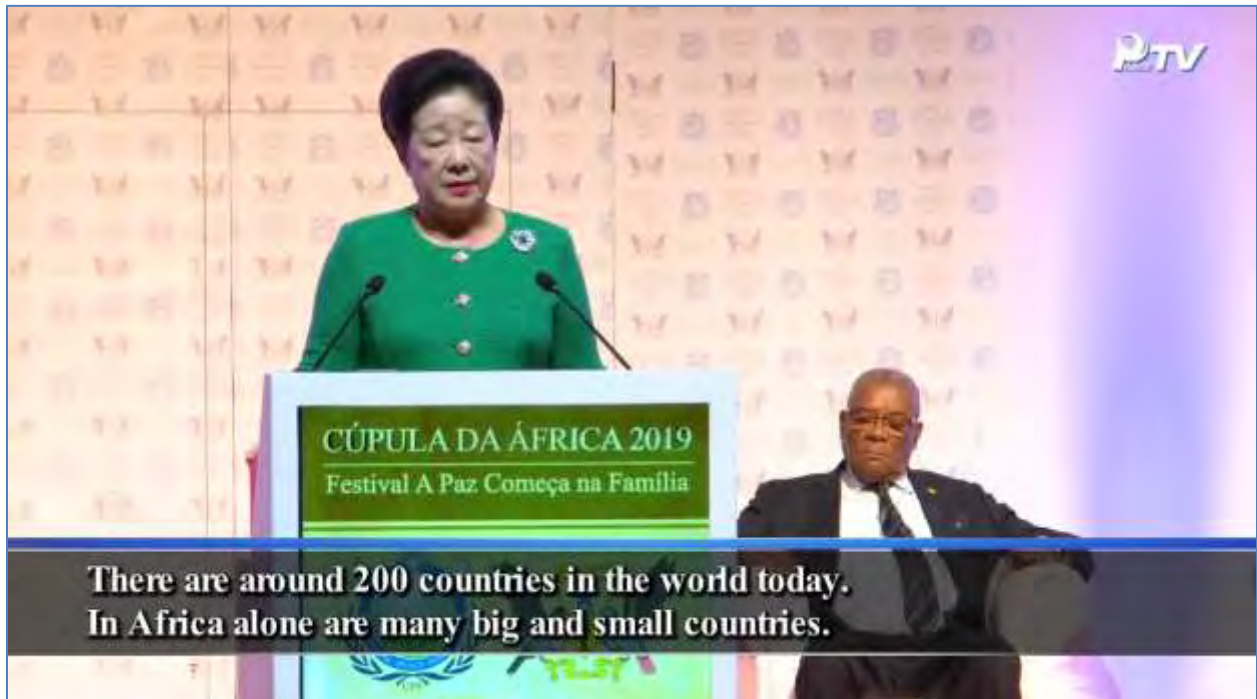 PTV
CÚPULA DA ÁFRICA 2019
Festival A Paz Começa na Família
There are around 200 countries in the world today.
In Africa alone are many big and small countries.